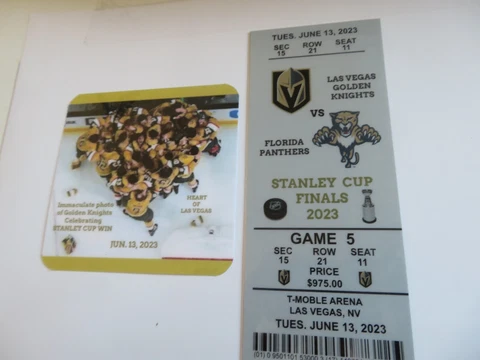 Immaculate photo
of Golden Knights
Celebrating
STANLEY CUP WIN
HEART
OF
LAS VEGAS
JUN. 13, 2023
TUES. JUNE 13, 2023
SEC ROW SEAT
15 21 11
LAS VEGAS
GOLDEN
KNIGHTS
VS
FLORIDA
PANTHERS
STANLEY CUP
FINALS
2023
GAME 5
SEC ROW SEAT
15 21 11
PRICE
$975.00
T-MOBLE ARENA
LAS VEGAS, NV
TUES. JUNE 13, 2023